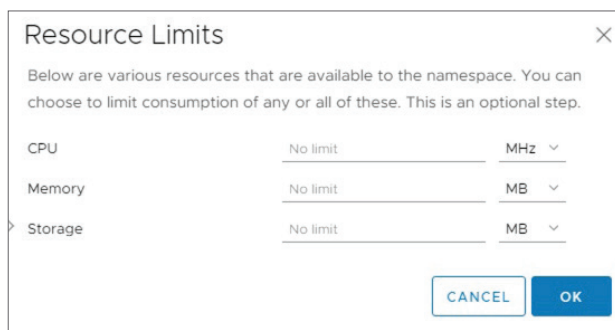 Resource Limits
Below are various resources that are available to the namespace. You can
choose to limit consumption of any or all of these. This is an optional step.
CPU No limit MHz
Memory No limit MB
Storage No limit MB
CANCEL OK